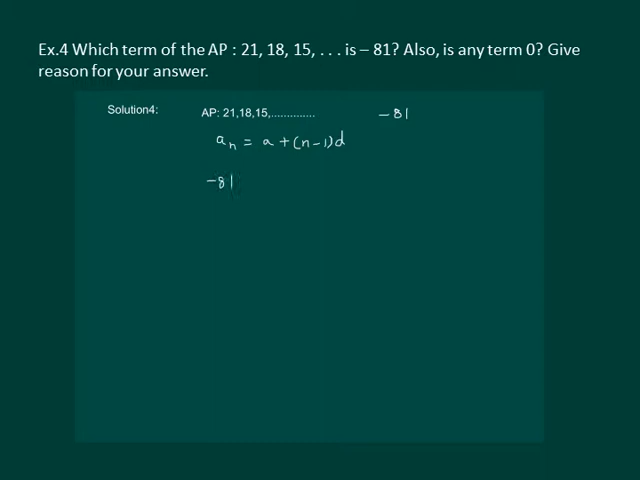 Ex.4 Which term of the AP : 21, 18, 15, . . . is – 81? Also, is any term 0? Give
reason for your answer.
Solution4: AP: 21,18,15,.............. – 81
aₙ = a + (n – 1)d
– 81